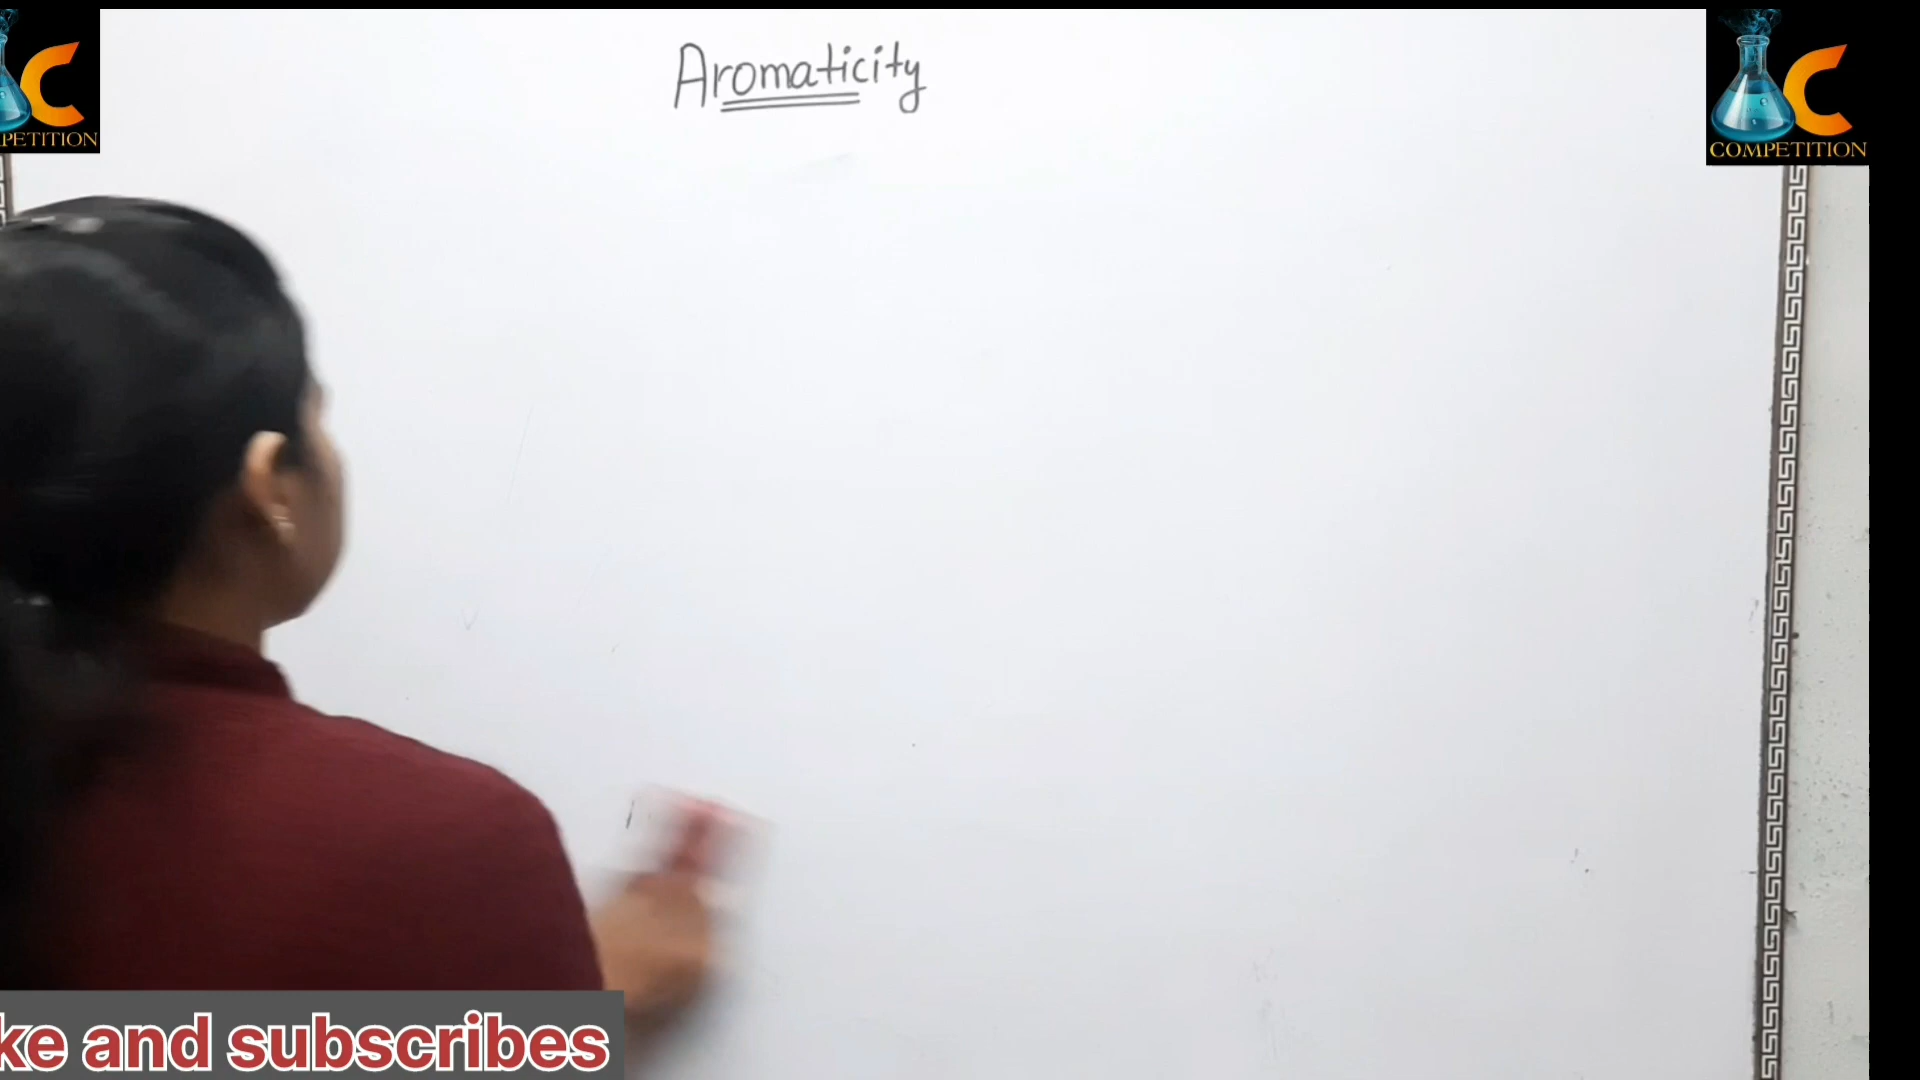 Aromaticity
C
PETITION
C
COMPETITION
ke and subscribes